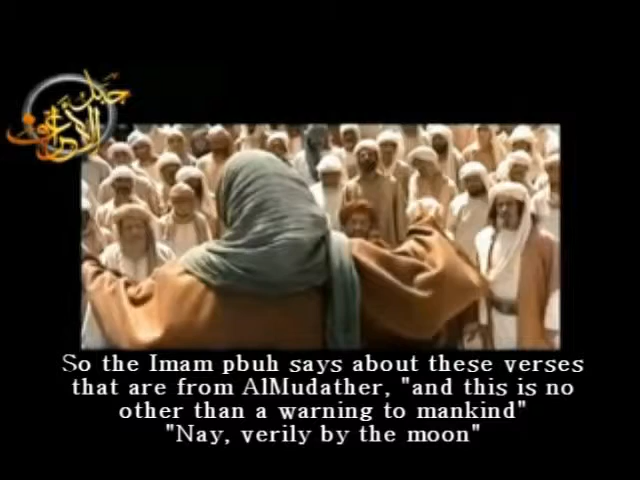 So the Imam pbuh says about these verses
that are from AlMudather, "and this is no
other than a warning to mankind"
"Nay, verily by the moon"